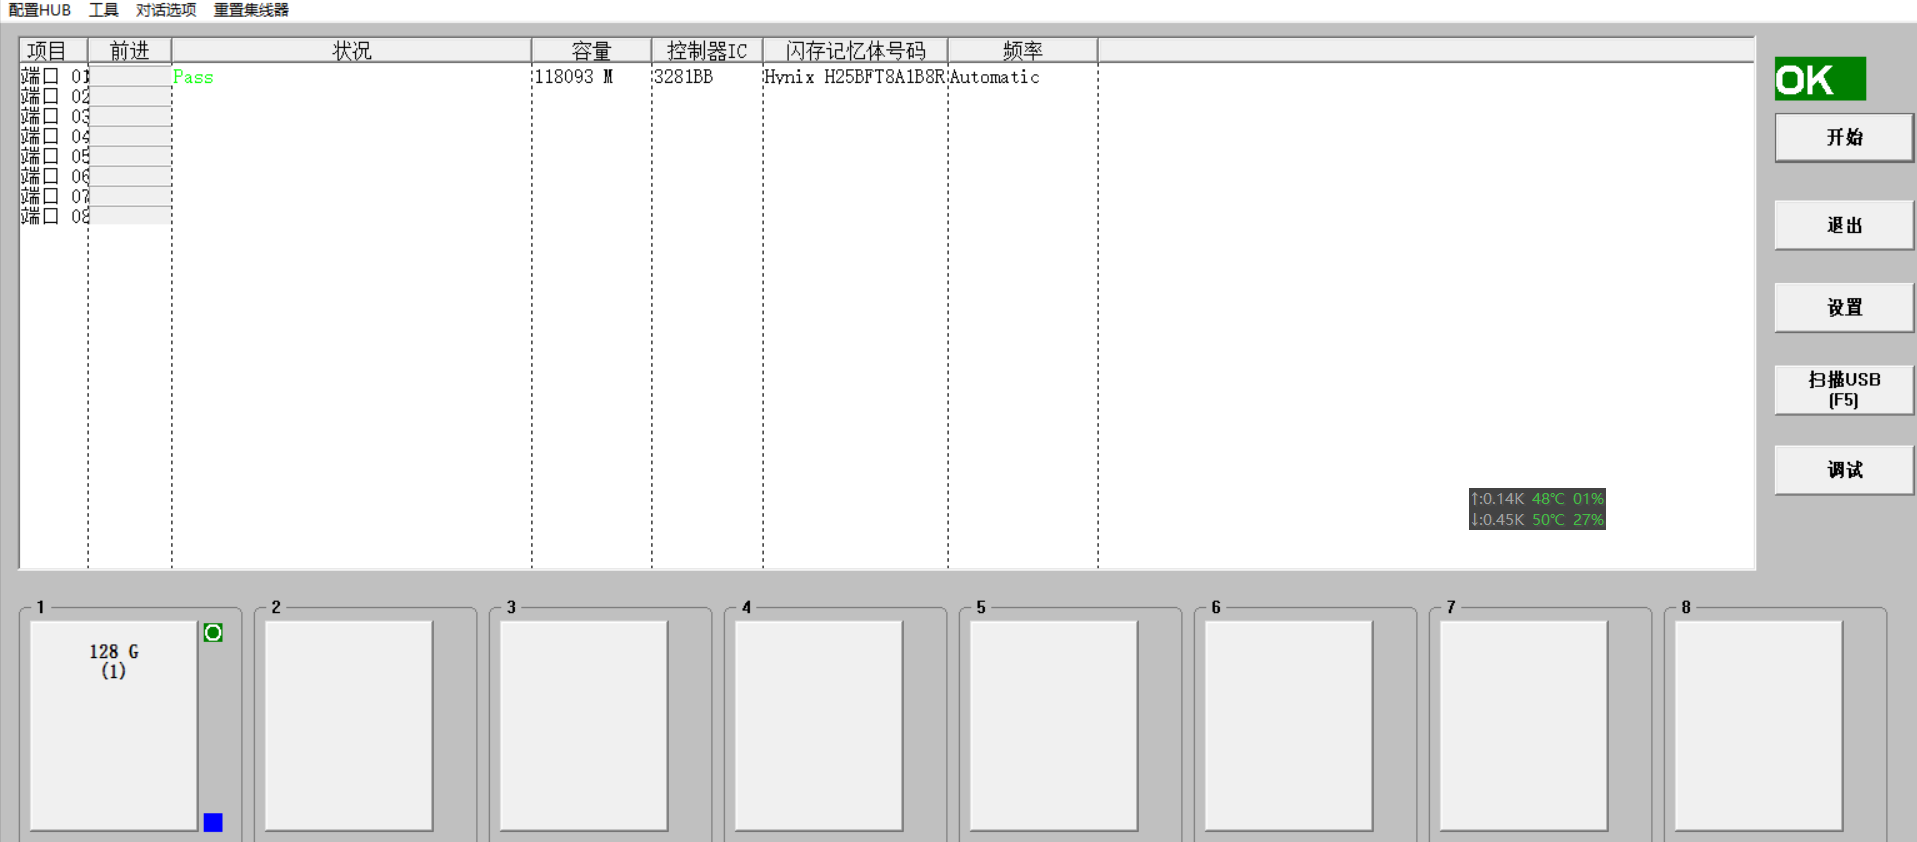 配置HUB 工具 对话选项 重置集线器
项目 前进 状况 容量 控制器IC 闪存记忆体号码 频率
端口 01 Pass 118093 M 3281BB Hynix H25BFT8A1B8R Automatic
端口 02
端口 03
端口 04
端口 05
端口 06
端口 07
端口 08
OK
开始
退出
设置
扫描USB
(F5)
调试
↑:0.14K 48℃ 01%
↓:0.45K 50℃ 27%
1 2 3 4 5 6 7 8
128 G
(1)